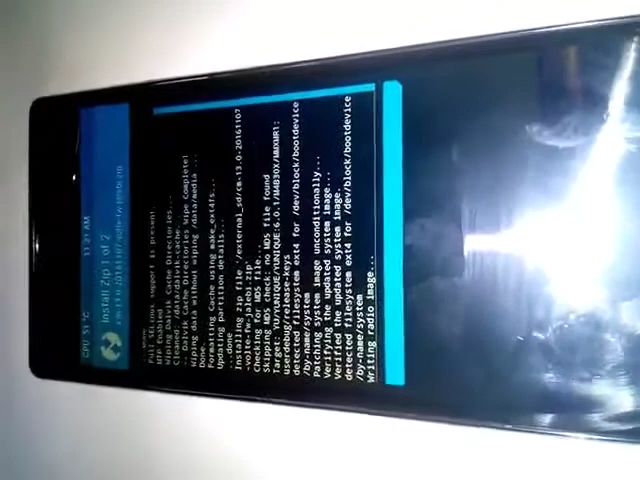 CPU 51°C 11:21 AM
Install Zip 1 of 2
Full SELinux support is present.
MTP Enabled
Wiping Dalvik Cache Directories...
Cleaned /data/dalvik-cache...
--Dalvik Cache Directories Wipe Complete!
Wiping data without wiping /data/media ...
Done.
Formatting Cache using make_ext4fs...
Updating partition details...
...done
Installing zip file '/external_sd/cm-13.0-20161107
-volte-fw-jalebi.zip'
Checking for MD5 file...
Skipping MD5 check: no MD5 file found
Target: YU/YUNIQUE/YUNIQUE:6.0.1/
userdebug/release-keys
detected filesystem ext4 for /dev/block/bootdevice
/by-name/system
Patching system image unconditionally...
Verifying the updated system image...
Verified the updated system image.
detected filesystem ext4 for /dev/block/bootdevice
/by-name/system
Writing radio image...